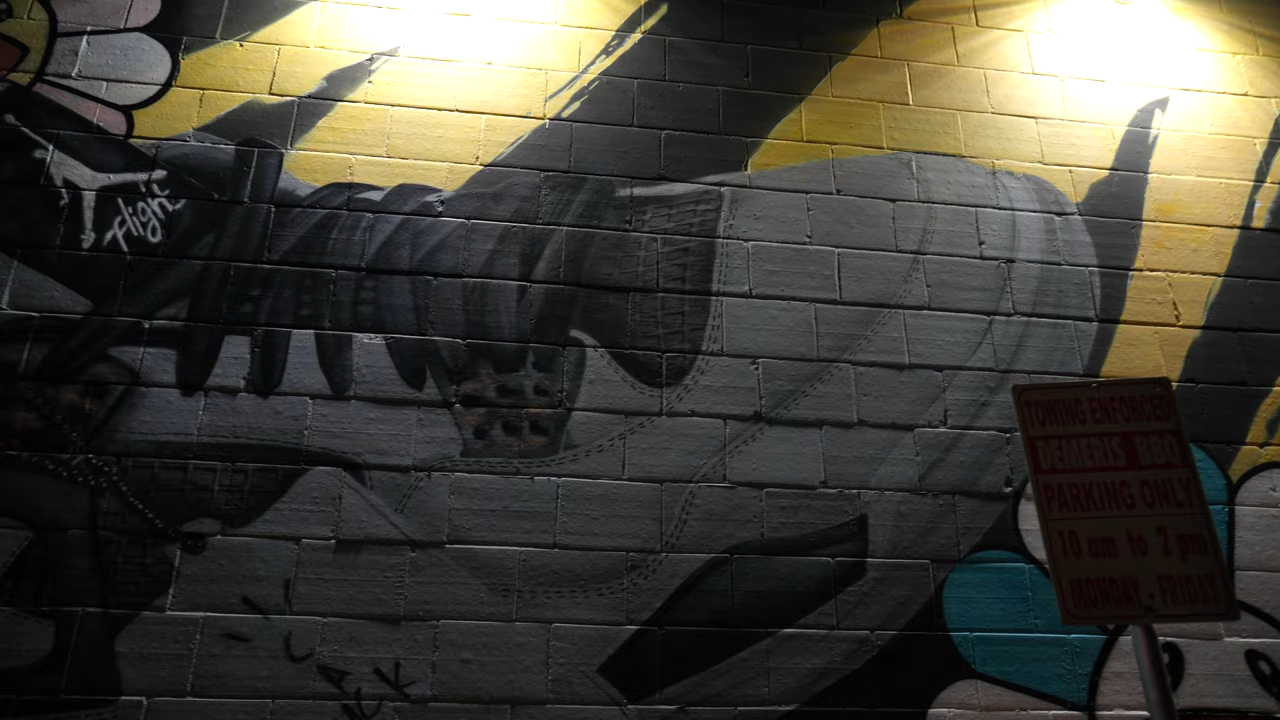 Flight
TOWING ENFORCED
DEMERIS BBQ
PARKING ONLY
10 am to 2 pm
MONDAY - FRIDAY